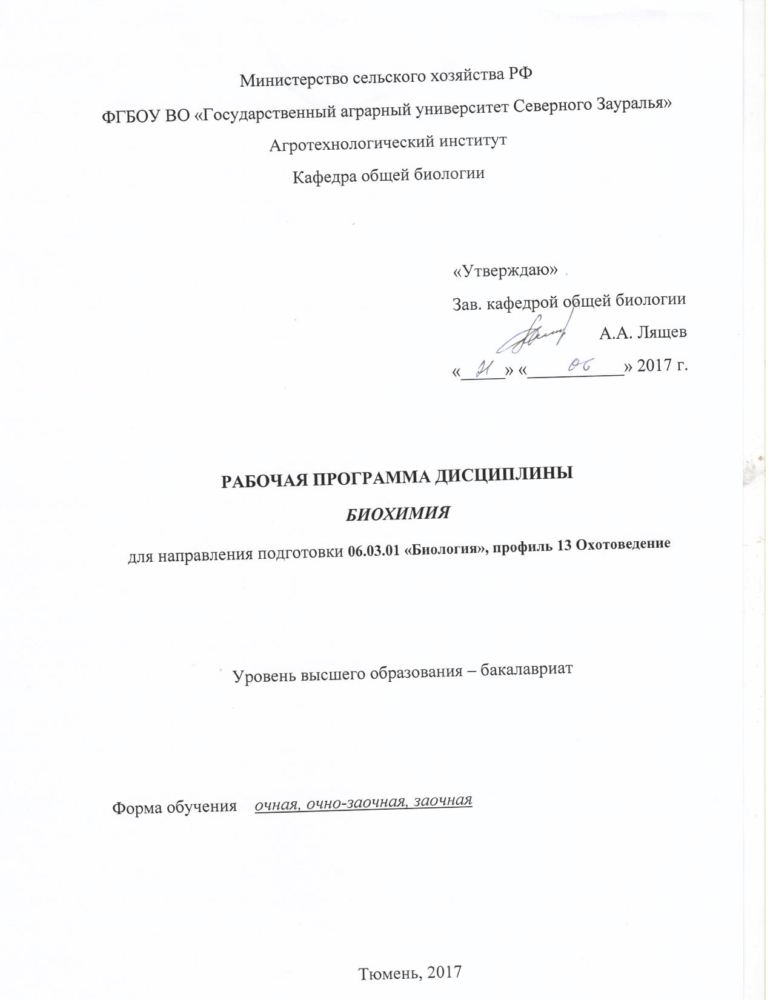 Министерство сельского хозяйства РФ
ФГБОУ ВО «Государственный аграрный университет Северного Зауралья»
Агротехнологический институт
Кафедра общей биологии
«Утверждаю»
Зав. кафедрой общей биологии
А.А. Лящев
«______» «____06____» 2017 г.
РАБОЧАЯ ПРОГРАММА ДИСЦИПЛИНЫ
БИОХИМИЯ
для направления подготовки 06.03.01 «Биология», профиль 13 Охотоведение
Уровень высшего образования – бакалавриат
Форма обучения очная, очно-заочная, заочная
Тюмень, 2017